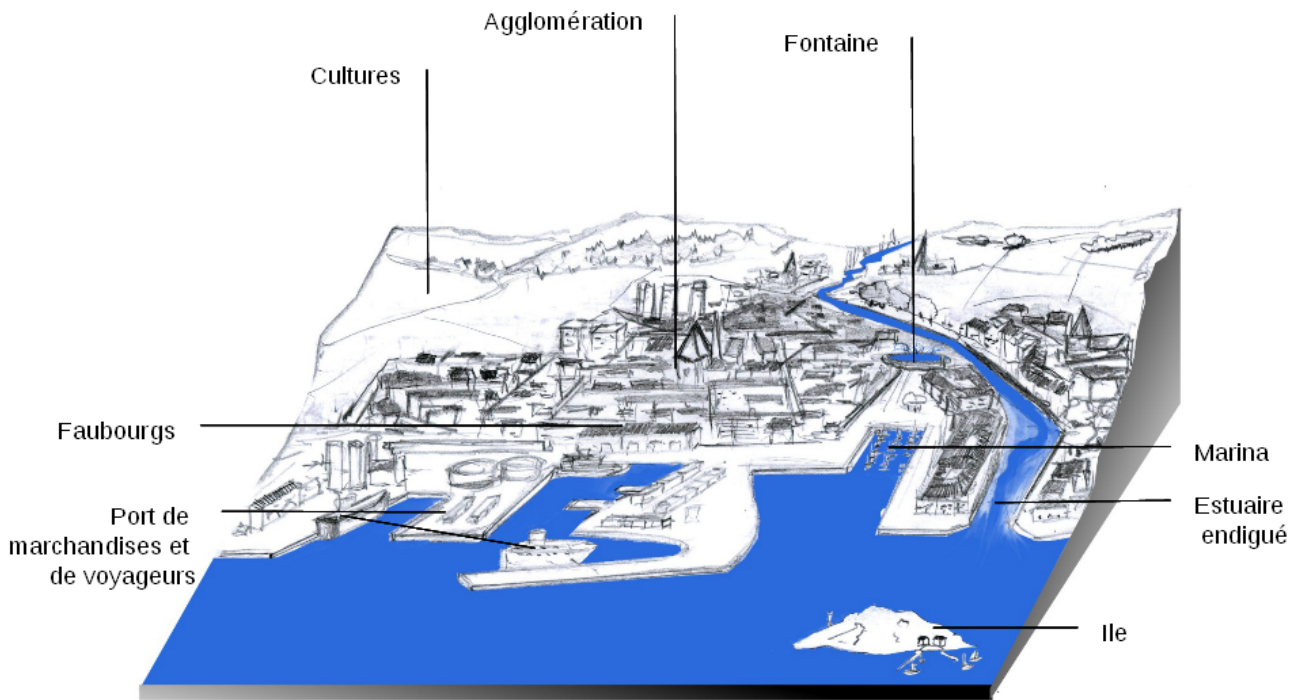 Agglomération
Fontaine
Cultures
Faubourgs
Marina
Port de
marchandises et
de voyageurs
Estuaire
endigué
Ile